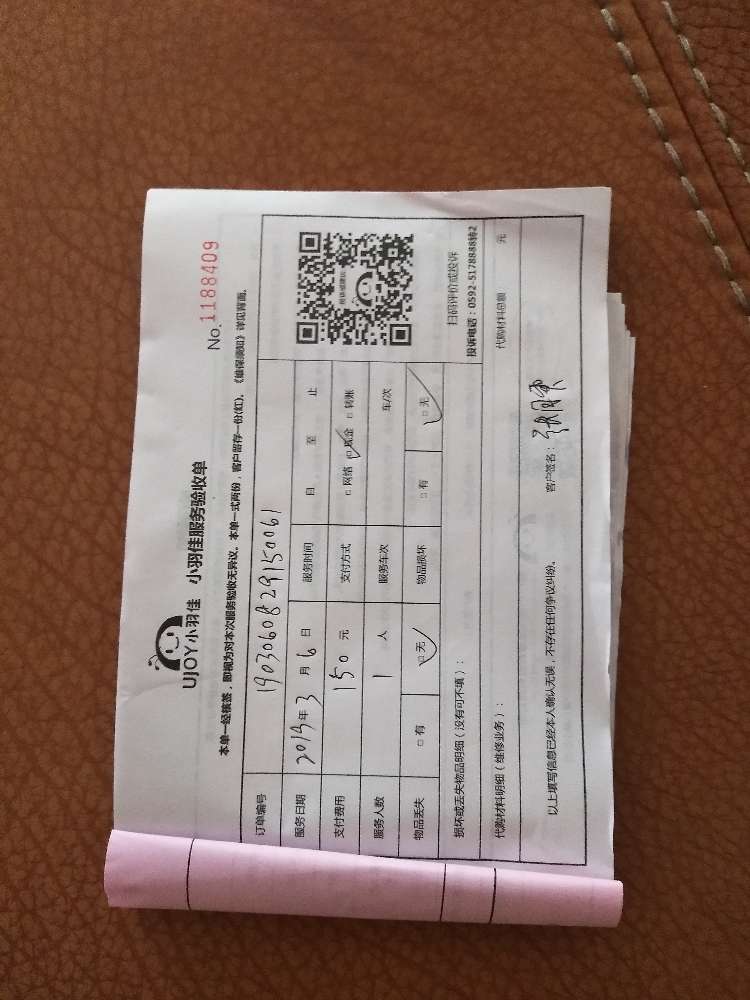 UJOY小羽佳 小羽佳服务验收单
No. 1188409
本单一经核签，即视为对本次服务验收无异议。本单一式两份，客户留存一份(红)。《维保须知》详见背面。
订单编号 1903060829150061
服务日期 2019年3月6日 服务时间 日 至 止
支付费用 150元 支付方式 □网络 ☑现金 □转账
服务人数 1 人 服务车次 车/次
物品丢失 □有 ☑无 物品损坏 □有 ☑无
扫码评价或投诉
投诉电话：0592-5178888转2
损坏或丢失物品明细（没有可不填）：
代购材料明细（维修业务）： 代购材料总额 元
以上填写信息已经本人确认无误，不存在任何争议纠纷。 客户签名：